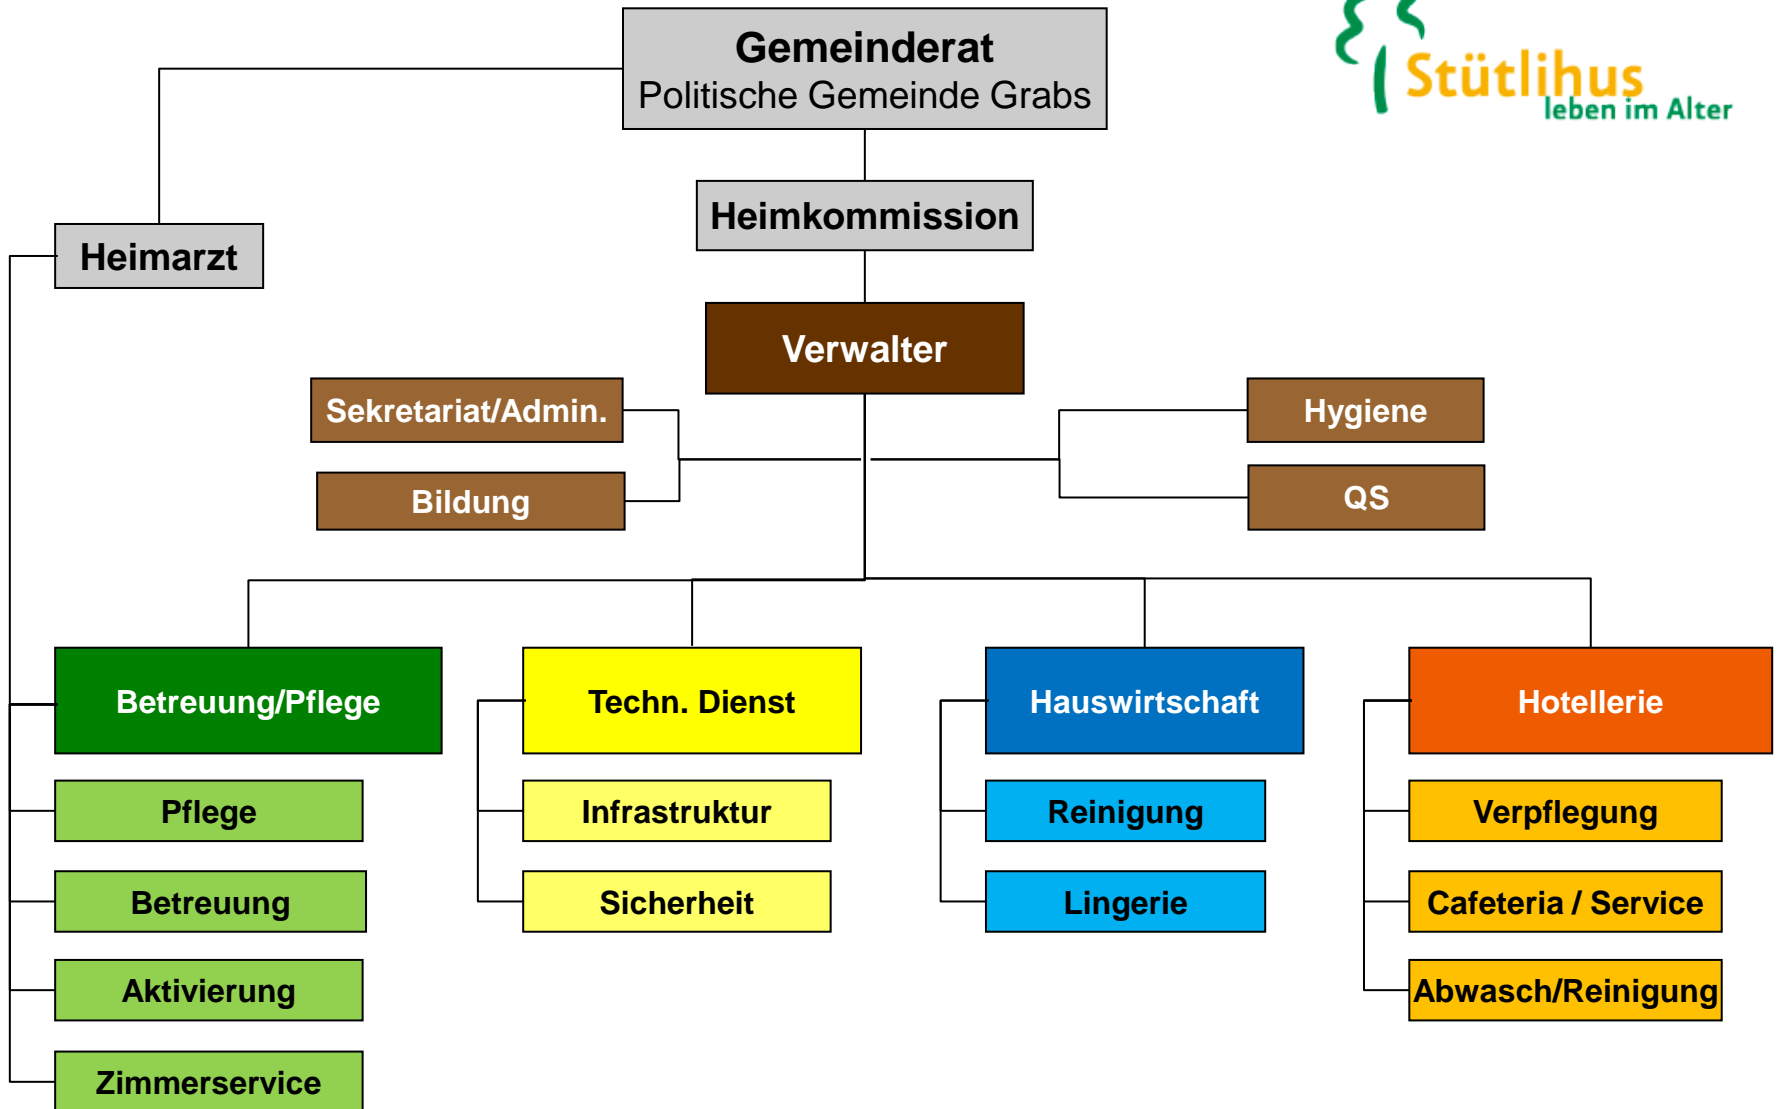 Gemeinderat
Politische Gemeinde Grabs
Stütlihus
leben im Alter
Heimkommission
Heimarzt
Verwalter
Sekretariat/Admin.
Hygiene
Bildung
QS
Betreuung/Pflege
Techn. Dienst
Hauswirtschaft
Hotellerie
Pflege
Infrastruktur
Reinigung
Verpflegung
Betreuung
Sicherheit
Lingerie
Cafeteria / Service
Aktivierung
Abwasch/Reinigung
Zimmerservice